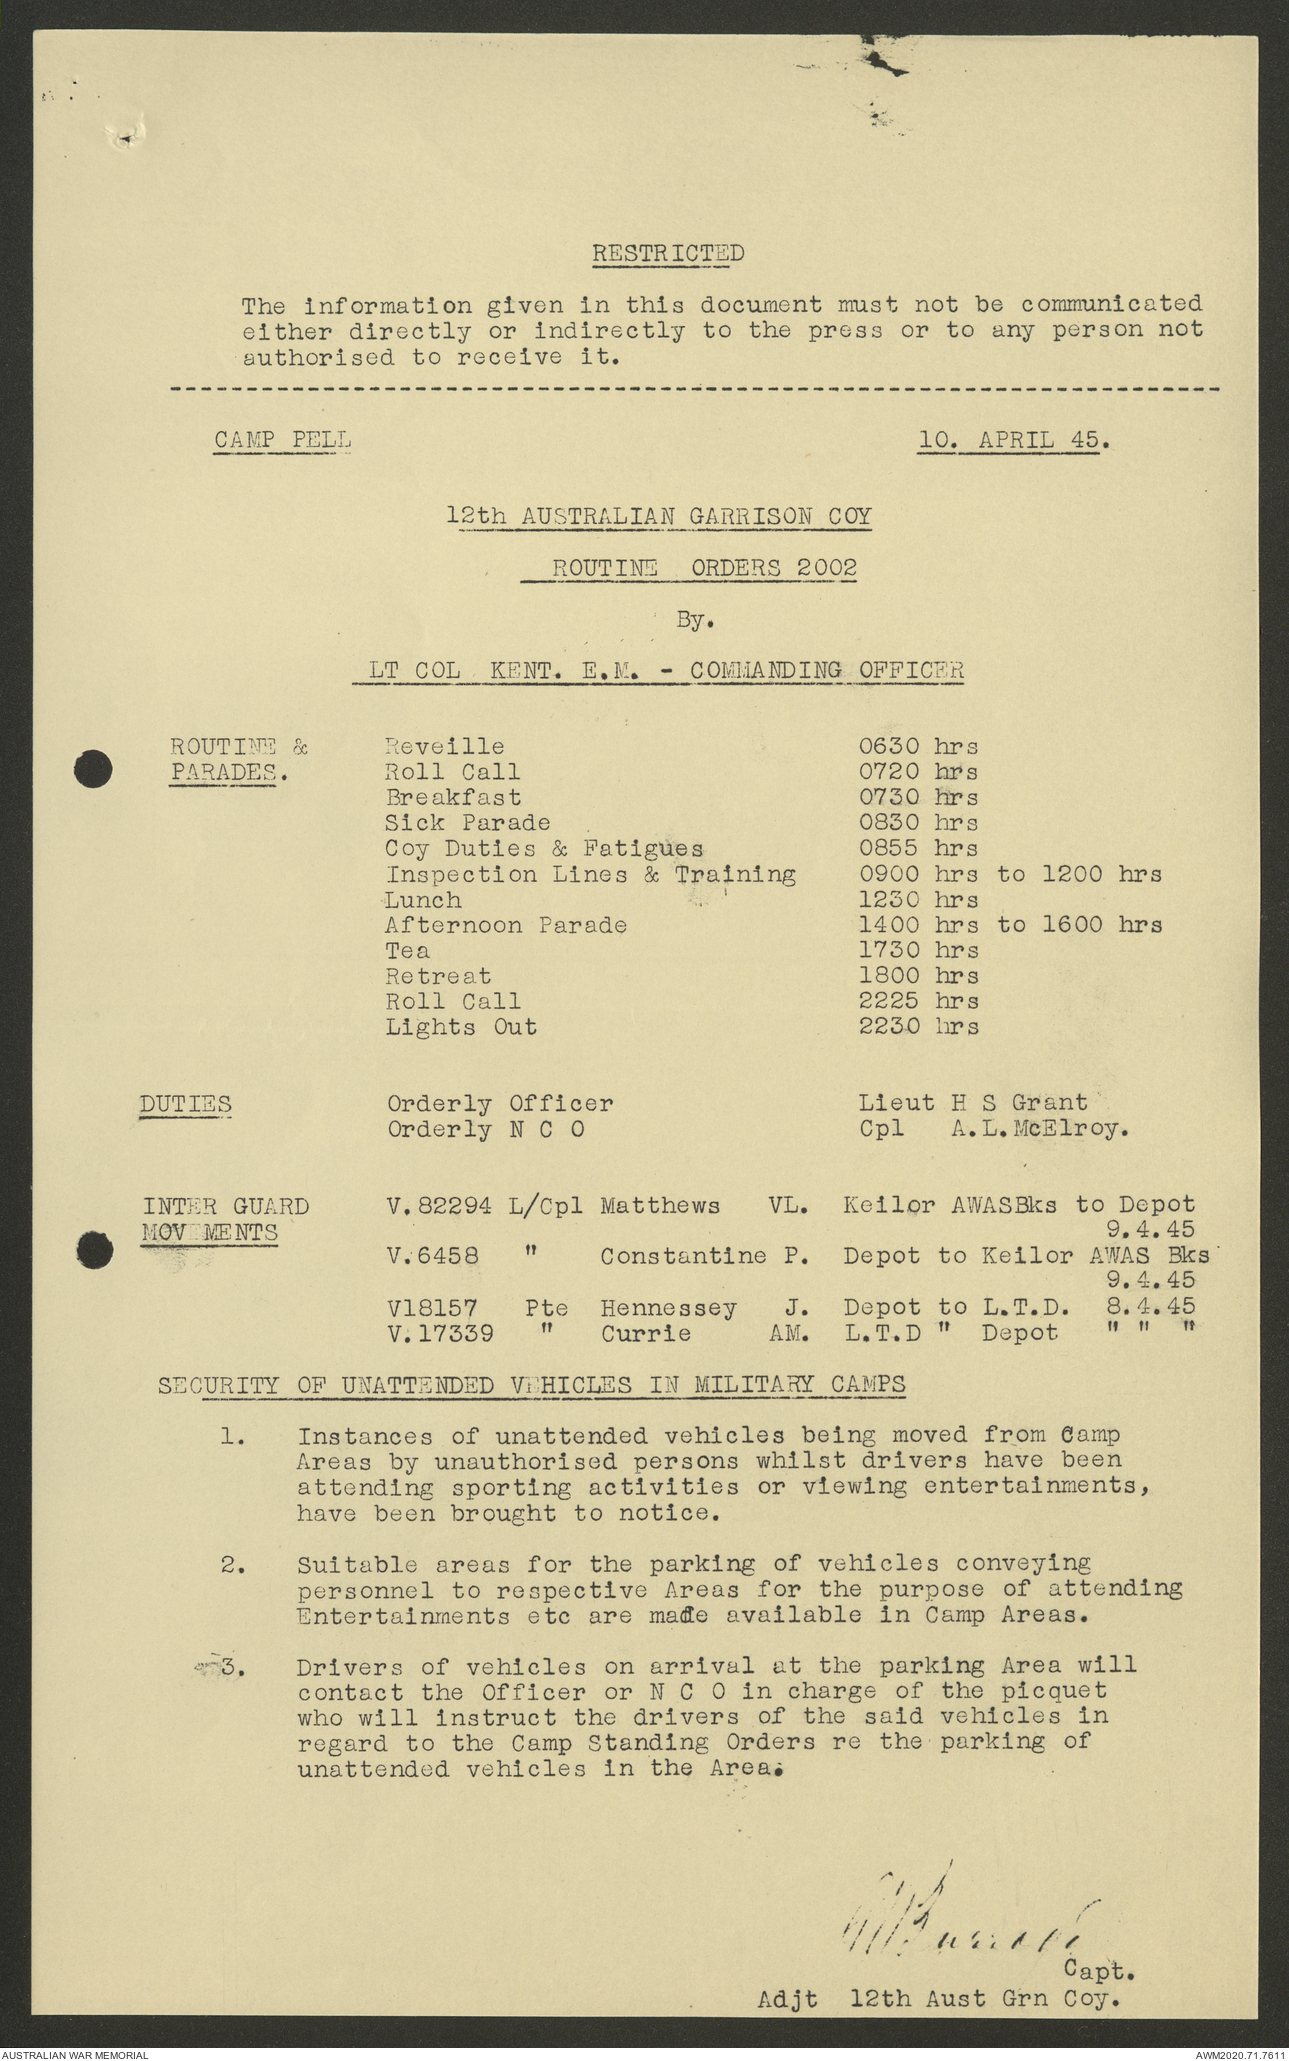 RESTRICTED
The information given in this document must not be communicated
either directly or indirectly to the press or to any person not
authorised to receive it.
CAMP PELL 10. APRIL 45.
12th AUSTRALIAN GARRISON COY
ROUTINE ORDERS 2002
By.
LT COL KENT. E.M. - COMMANDING OFFICER
ROUTINE & Reveille 0630 hrs
PARADES. Roll Call 0720 hrs
Breakfast 0730 hrs
Sick Parade 0830 hrs
Coy Duties & Fatigues 0855 hrs
Inspection Lines & Training 0900 hrs to 1200 hrs
Lunch 1230 hrs
Afternoon Parade 1400 hrs to 1600 hrs
Tea 1730 hrs
Retreat 1800 hrs
Roll Call 2225 hrs
Lights Out 2230 hrs
DUTIES Orderly Officer Lieut H S Grant
Orderly N C O Cpl A.L.McElroy.
INTER GUARD V.82294 L/Cpl Matthews VL. Keilor AWASBks to Depot
MOVEMENTS 9.4.45
V.6458 " Constantine P. Depot to Keilor AWAS Bks
9.4.45
V18157 Pte Hennessey J. Depot to L.T.D. 8.4.45
V.17339 " Currie AM. L.T.D " Depot " " "
SECURITY OF UNATTENDED VEHICLES IN MILITARY CAMPS
1. Instances of unattended vehicles being moved from Camp
Areas by unauthorised persons whilst drivers have been
attending sporting activities or viewing entertainments,
have been brought to notice.
2. Suitable areas for the parking of vehicles conveying
personnel to respective Areas for the purpose of attending
Entertainments etc are made available in Camp Areas.
3. Drivers of vehicles on arrival at the parking Area will
contact the Officer or N C O in charge of the picquet
who will instruct the drivers of the said vehicles in
regard to the Camp Standing Orders re the parking of
unattended vehicles in the Area.
Capt.
Adjt 12th Aust Grn Coy.
AUSTRALIAN WAR MEMORIAL AWM2020.71.7611